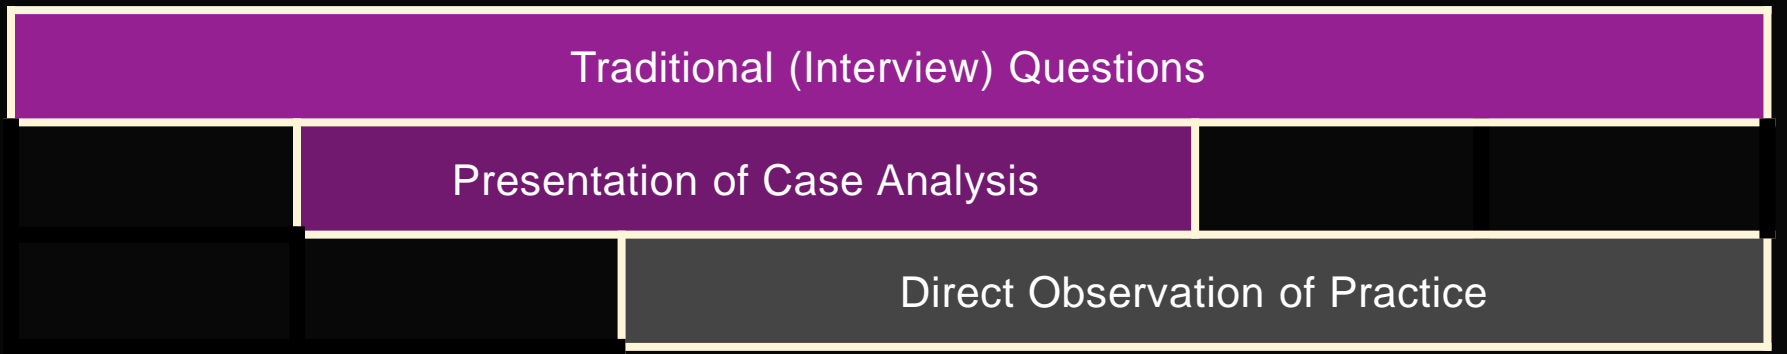 Traditional (Interview) Questions
Presentation of Case Analysis
Direct Observation of Practice